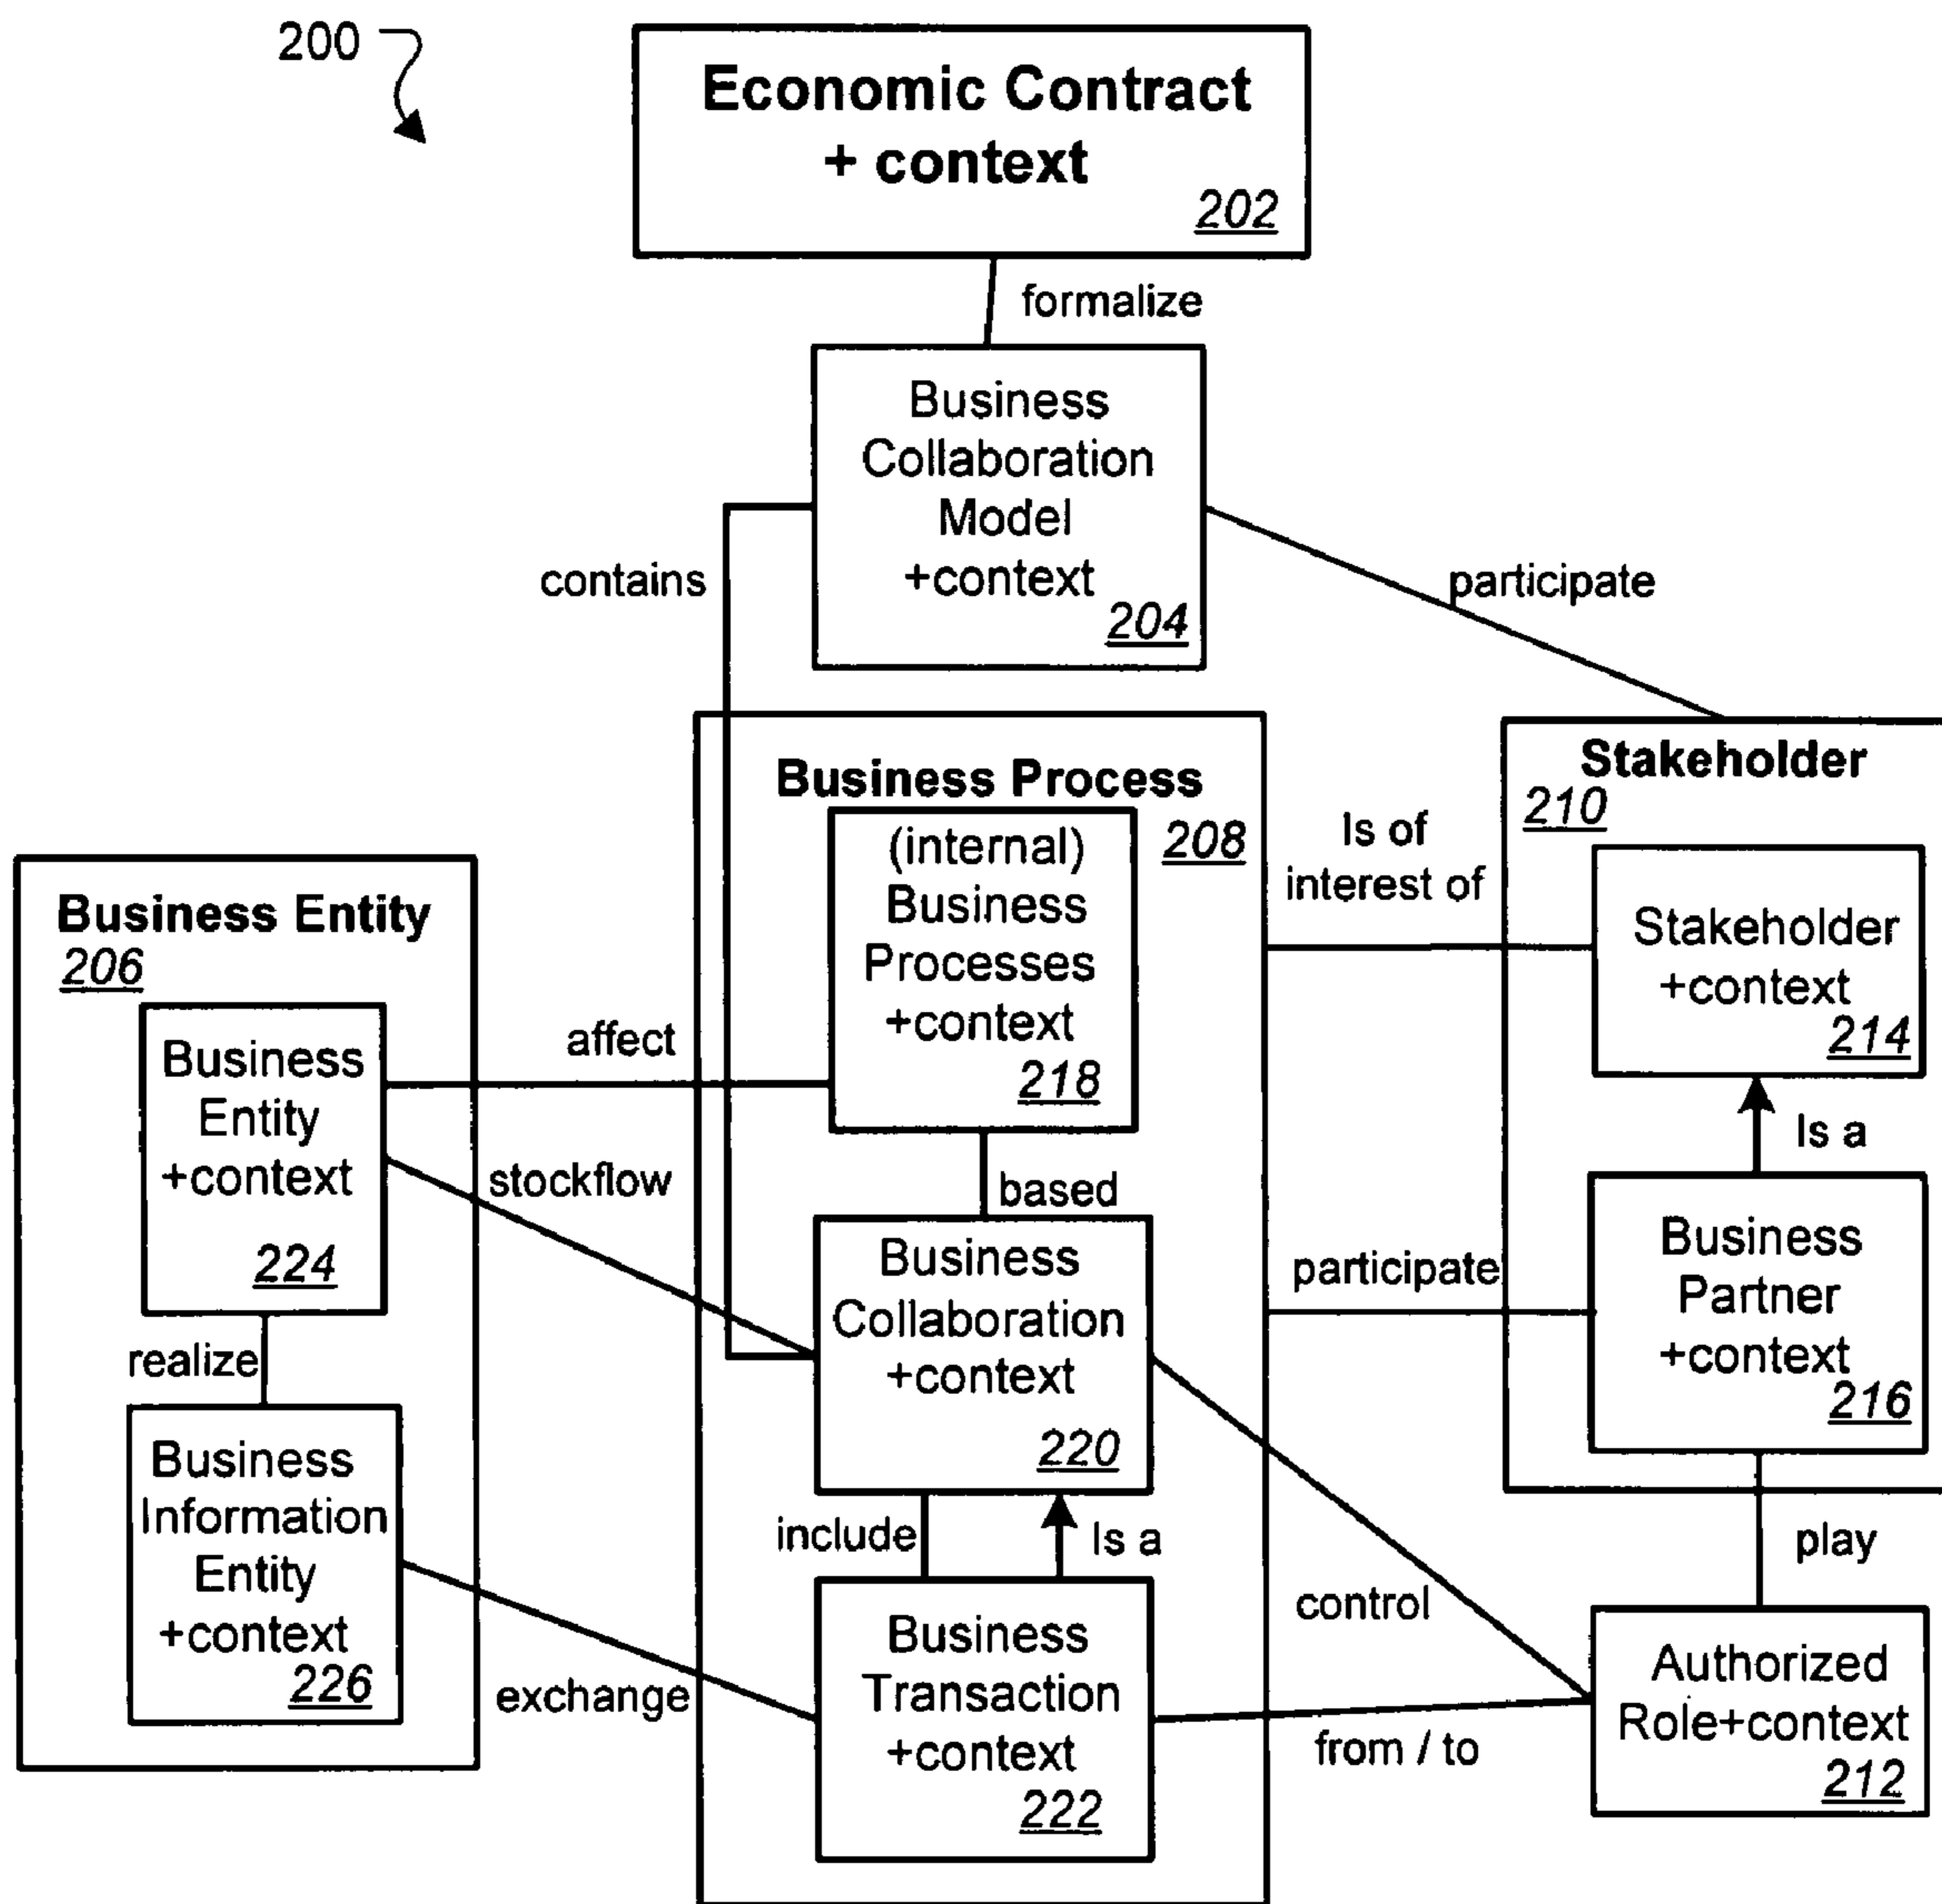 200
Economic Contract
+ context
202
formalize
Business
Collaboration
Model
+context
204
contains
participate
Business Process
208
(internal)
Business
Processes
+context
218
Stakeholder
210
Is of
interest of
Stakeholder
+context
214
Business Entity
206
Business
Entity
+context
224
affect
stockflow
based
Is a
Business
Collaboration
+context
220
participate
Business
Partner
+context
216
realize
Business
Information
Entity
+context
226
include
Is a
play
control
exchange
Business
Transaction
+context
222
from / to
Authorized
Role+context
212